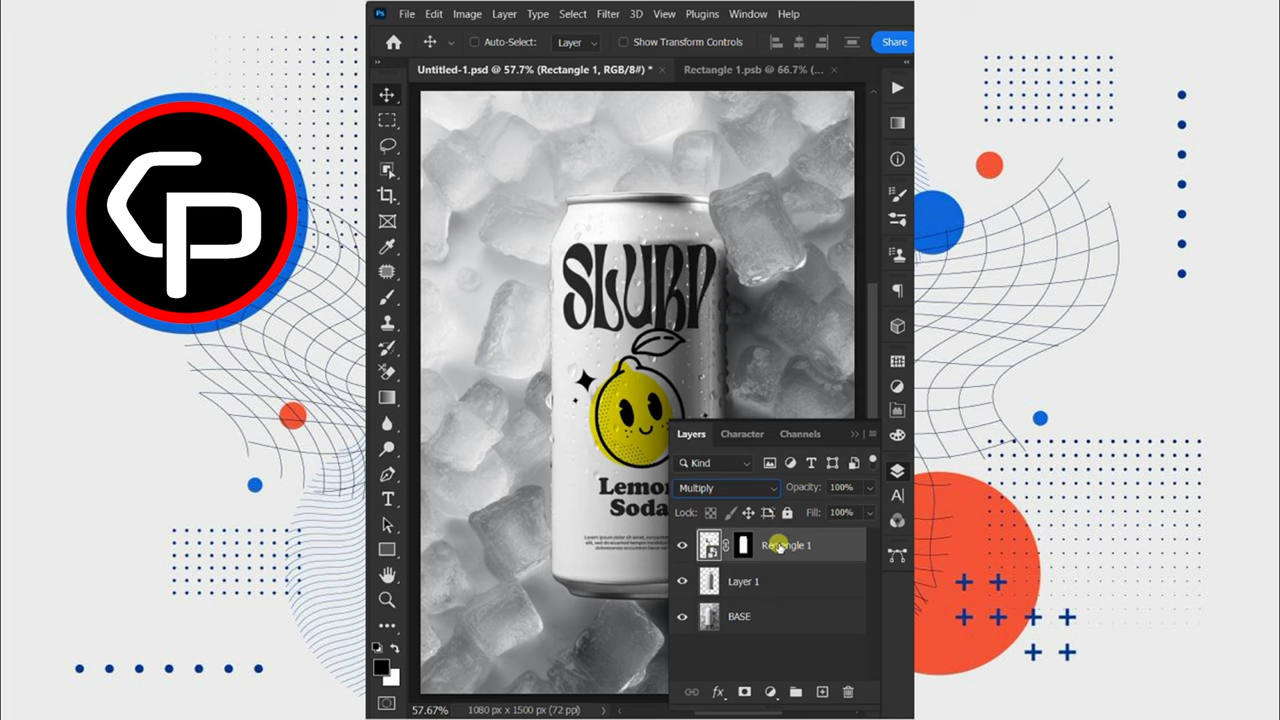 CP
Ps File Edit Image Layer Type Select Filter 3D View Plugins Window Help
Auto-Select: Layer Show Transform Controls Share
Untitled-1.psd @ 57.7% (Rectangle 1, RGB/8#) * × Rectangle 1.psb @ 66.7% (... ×
SLURP
Lemon
Soda
Layers Character Channels
Kind
Multiply Opacity: 100%
Lock: Fill: 100%
Rectangle 1
Layer 1
BASE
fx
57.67% 1080 px x 1500 px (72 ppi)